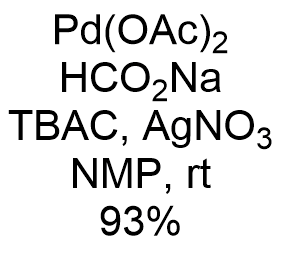 Pd(OAc)₂
HCO₂Na
TBAC, AgNO₃
NMP, rt
93%